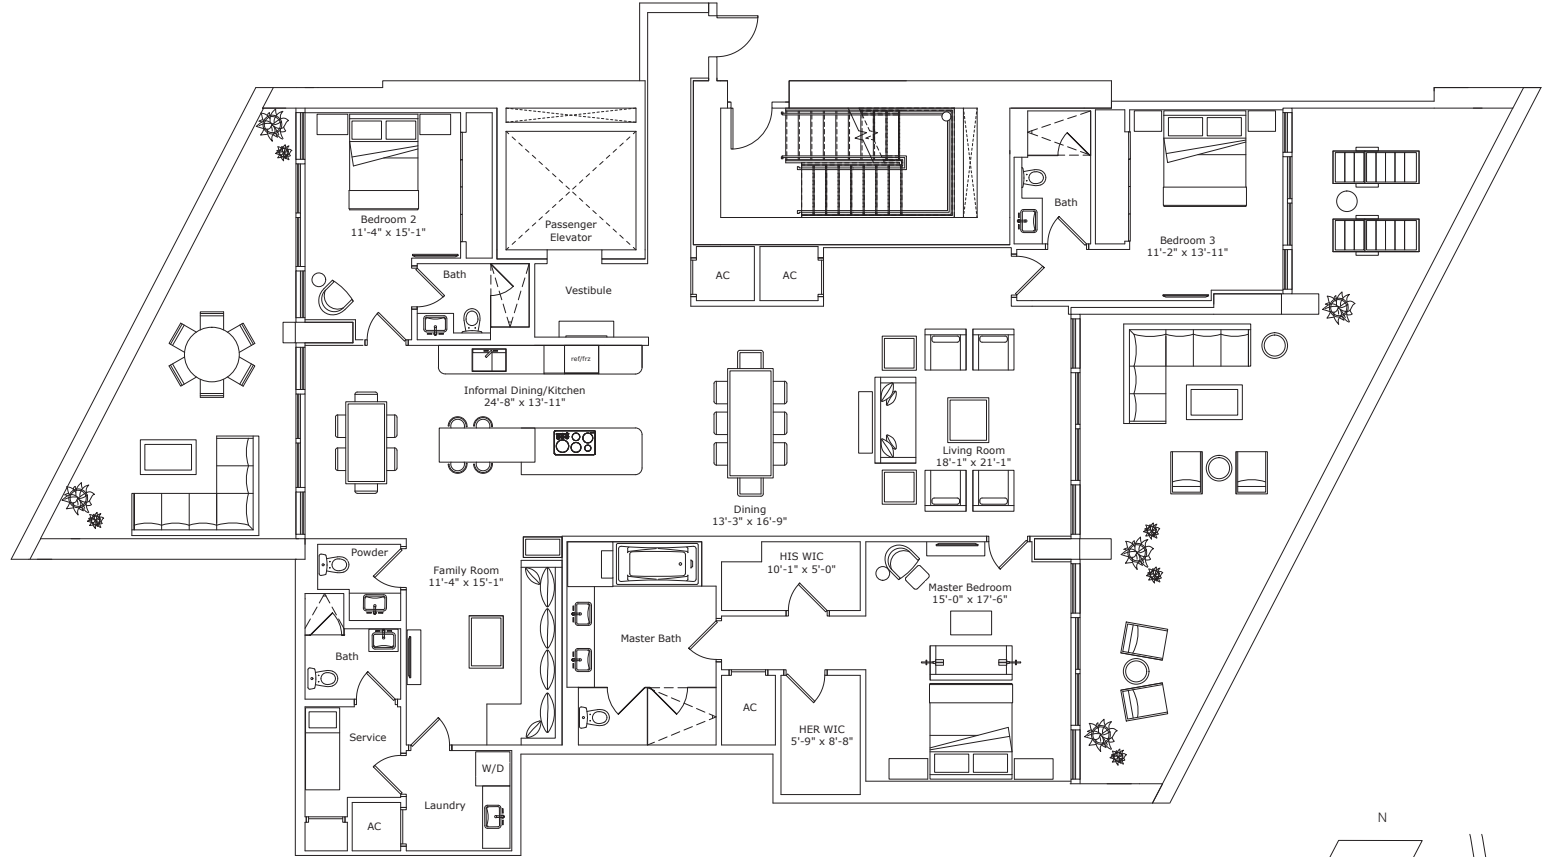 Bedroom 2
11'-4" x 15'-1"
Passenger
Elevator
Bath
Bedroom 3
11'-2" x 13'-11"
Bath
AC
AC
Vestibule
ref/frz
Informal Dining/Kitchen
24'-8" x 13'-11"
Living Room
18'-1" x 21'-1"
Dining
13'-3" x 16'-9"
Powder
Family Room
11'-4" x 15'-1"
HIS WIC
10'-1" x 5'-0"
Master Bedroom
15'-0" x 17'-6"
Master Bath
Bath
AC
HER WIC
5'-9" x 8'-8"
Service
W/D
Laundry
AC
N